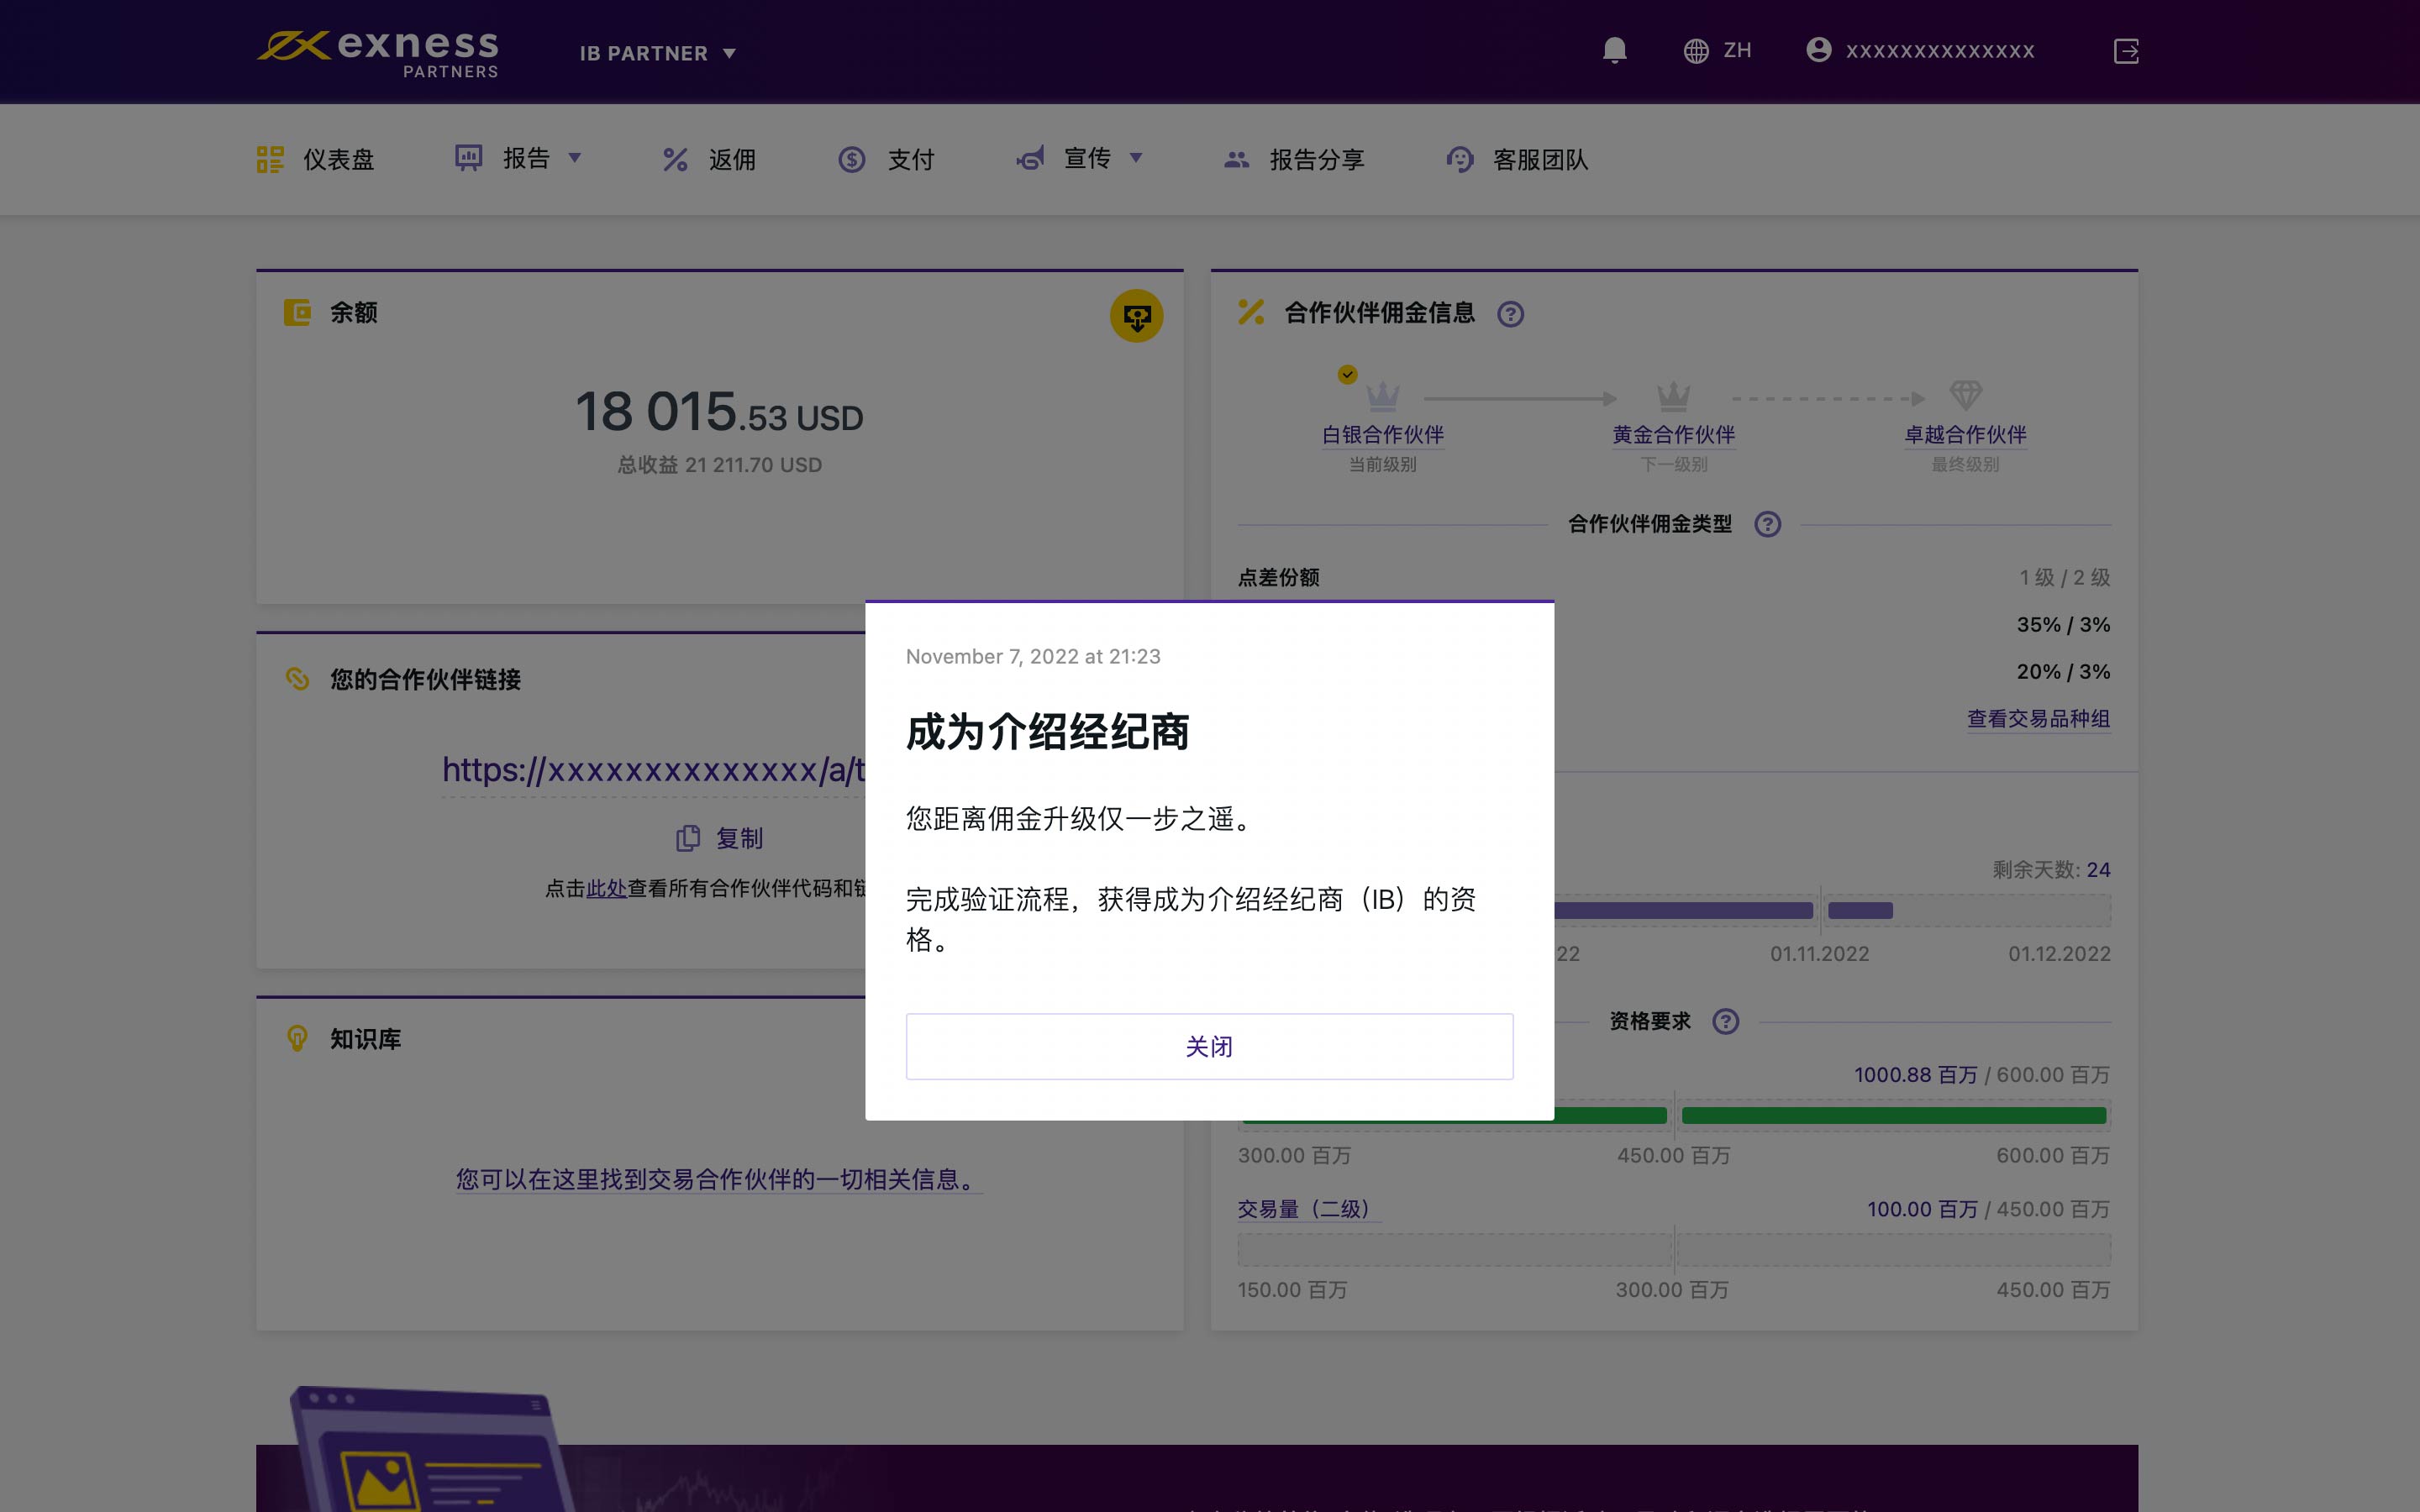 exness
PARTNERS
IB PARTNER
ZH
xxxxxxxxxxxxxx
仪表盘
报告
返佣
支付
宣传
报告分享
客服团队
余额
18 015.53 USD
总收益 21 211.70 USD
您的合作伙伴链接
https://xxxxxxxxxxxxxx/a/t
复制
点击此处查看所有合作伙伴代码和
知识库
您可以在这里找到交易合作伙伴的一切相关信息。
合作伙伴佣金信息
白银合作伙伴
当前级别
黄金合作伙伴
下一级别
卓越合作伙伴
最终级别
合作伙伴佣金类型
点差份额
1 级 / 2 级
35% / 3%
20% / 3%
查看交易品种组
剩余天数: 24
22
01.11.2022
01.12.2022
资格要求
1000.88 百万 / 600.00 百万
300.00 百万
450.00 百万
600.00 百万
交易量（二级）
100.00 百万 / 450.00 百万
150.00 百万
300.00 百万
450.00 百万
November 7, 2022 at 21:23
成为介绍经纪商
您距离佣金升级仅一步之遥。
完成验证流程，获得成为介绍经纪商（IB）的资
格。
关闭